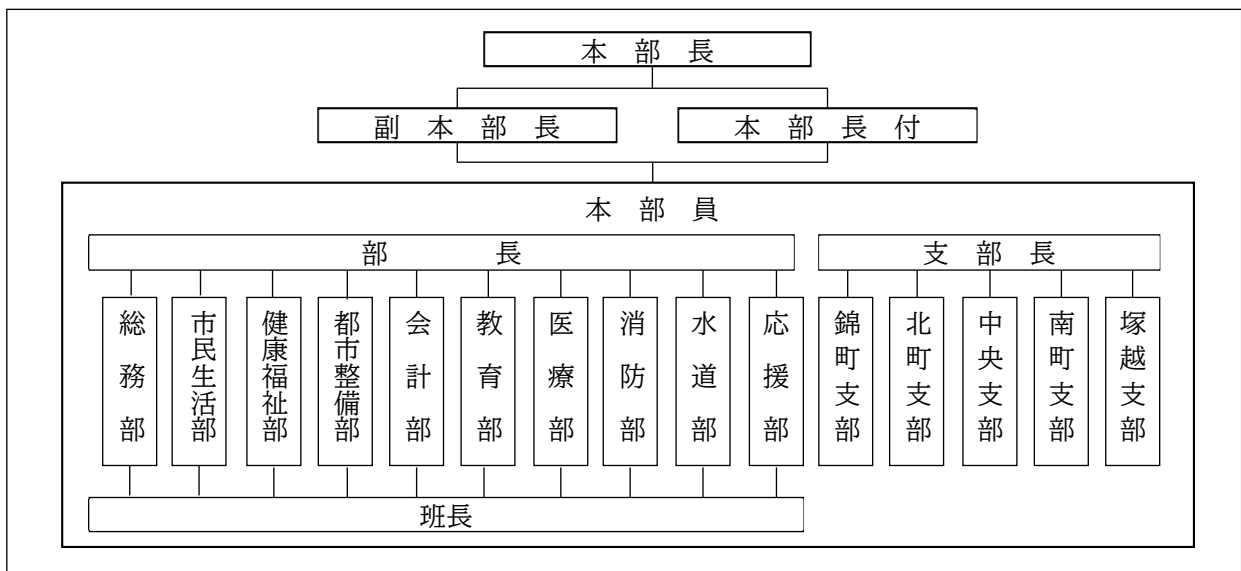 本部長
副本部長
本部長付
本部員
部長
支部長
総務部
市民生活部
健康福祉部
都市整備部
会計部
教育部
医療部
消防部
水道部
応援部
錦町支部
北町支部
中央支部
南町支部
塚越支部
班長